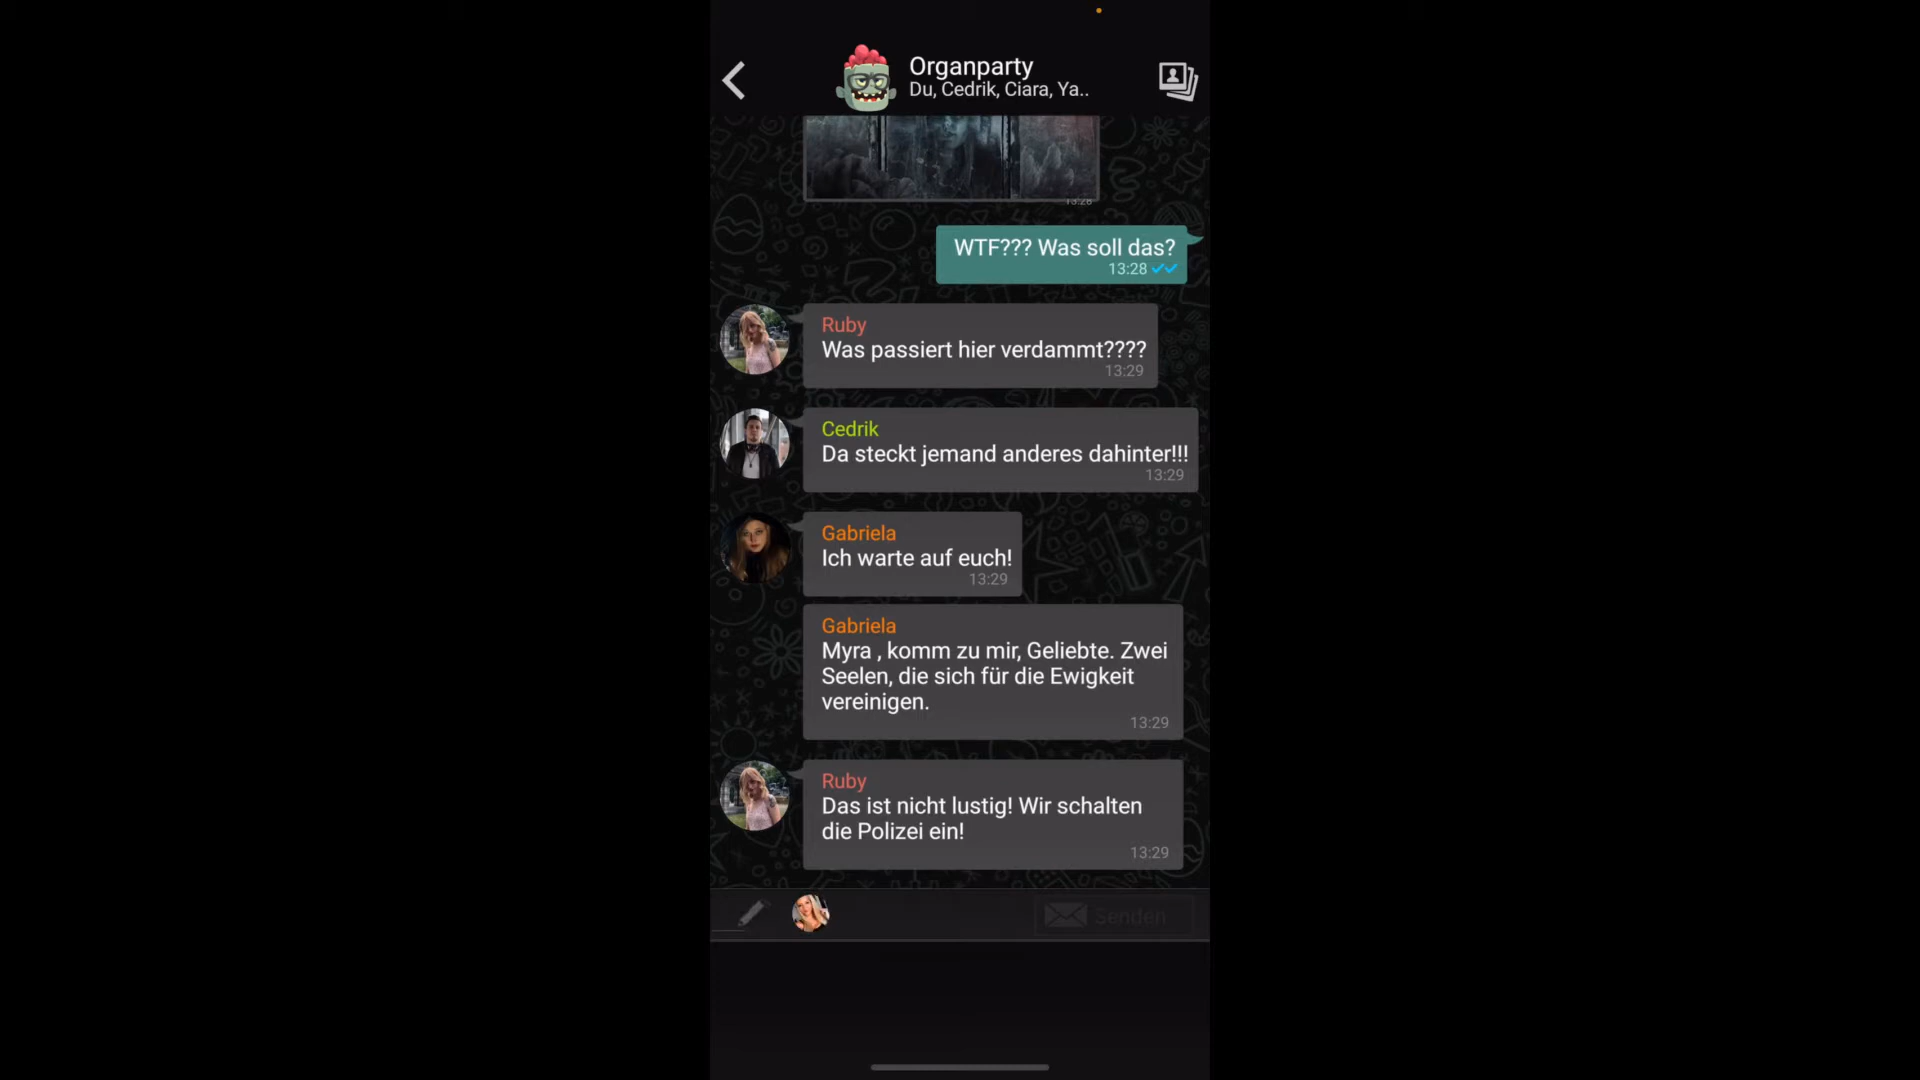 Organparty
Du, Cedrik, Ciara, Ya..
13:28
WTF??? Was soll das?
13:28
Ruby
Was passiert hier verdammt????
13:29
Cedrik
Da steckt jemand anderes dahinter!!!
13:29
Gabriela
Ich warte auf euch!
13:29
Gabriela
Myra , komm zu mir, Geliebte. Zwei
Seelen, die sich für die Ewigkeit
vereinigen.
13:29
Ruby
Das ist nicht lustig! Wir schalten
die Polizei ein!
13:29
Senden